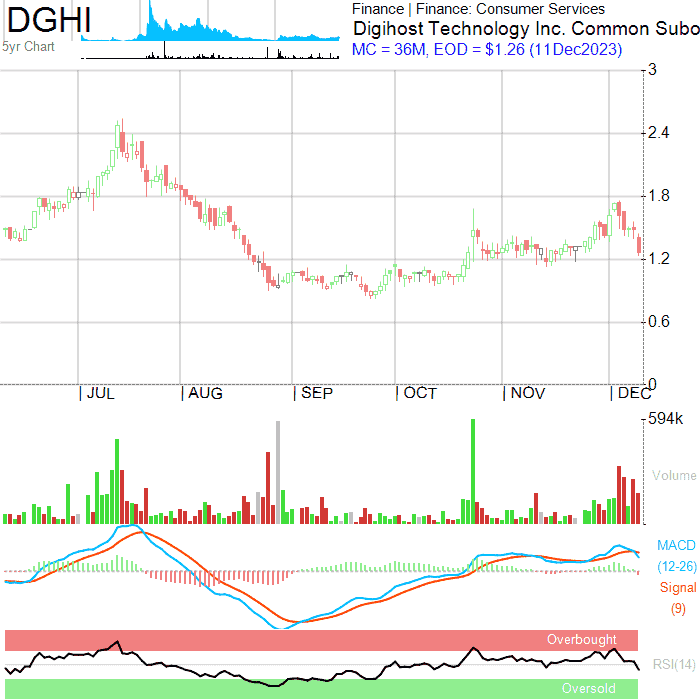 DGHI
5yr Chart
Finance | Finance: Consumer Services
Digihost Technology Inc. Common Subo
MC = 36M, EOD = $1.26 (11Dec2023)
3
2.4
1.8
1.2
0.6
0
| JUL | AUG | SEP | OCT | NOV | DEC
594k
Volume
MACD
(12-26)
Signal
(9)
Overbought
RSI(14)
Oversold